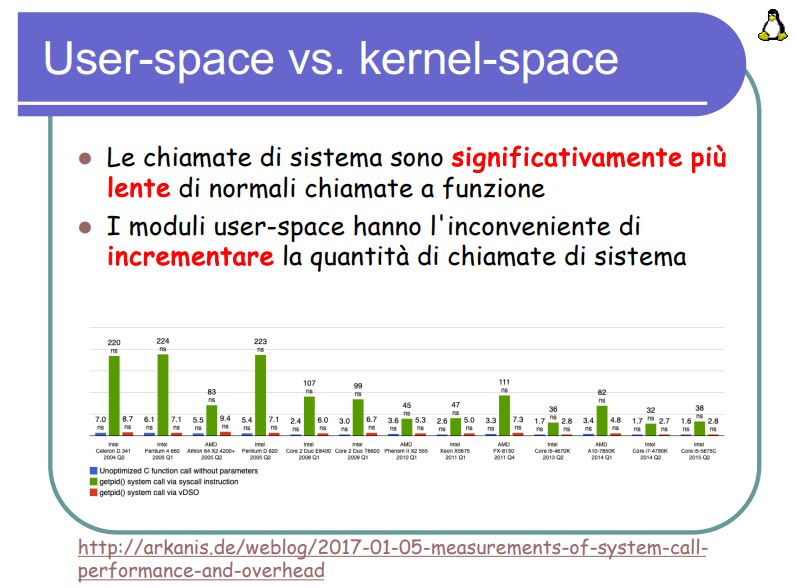 User-space vs. kernel-space
Le chiamate di sistema sono significativamente più
lente di normali chiamate a funzione
I moduli user-space hanno l'inconveniente di
incrementare la quantità di chiamate di sistema
220 ns
224 ns
223 ns
83 ns
107 ns
99 ns
45 ns
47 ns
111 ns
36 ns
82 ns
32 ns
38 ns
7.0 ns 8.7 ns 6.1 ns 7.1 ns 5.5 ns 9.4 ns 5.4 ns 7.1 ns 2.4 ns 6.0 ns 3.0 ns 6.7 ns 3.6 ns 5.3 ns 2.6 ns 5.0 ns 3.3 ns 7.3 ns 1.7 ns 2.8 ns 3.4 ns 4.8 ns 1.7 ns 2.7 ns 1.6 ns 2.8 ns
Intel Intel AMD Intel Intel Intel AMD Intel AMD Intel AMD Intel Intel
Celeron D 341 Pentium 4 660 Athlon 64 X2 4200+ Pentium D 820 Core 2 Duo E8400 Core 2 Duo T6600 Phenom II X2 555 Xeon X5675 FX-8150 Core i5-4670K A10-7850K Core i7-4790K Core i5-5675C
2004 Q2 2005 Q1 2005 Q2 2005 Q2 2008 Q1 2009 Q1 2010 Q1 2011 Q1 2011 Q4 2013 Q2 2014 Q1 2014 Q2 2015 Q2
Unoptimized C function call without parameters
getpid() system call via syscall instruction
getpid() system call via vDSO
http://arkanis.de/weblog/2017-01-05-measurements-of-system-call-
performance-and-overhead